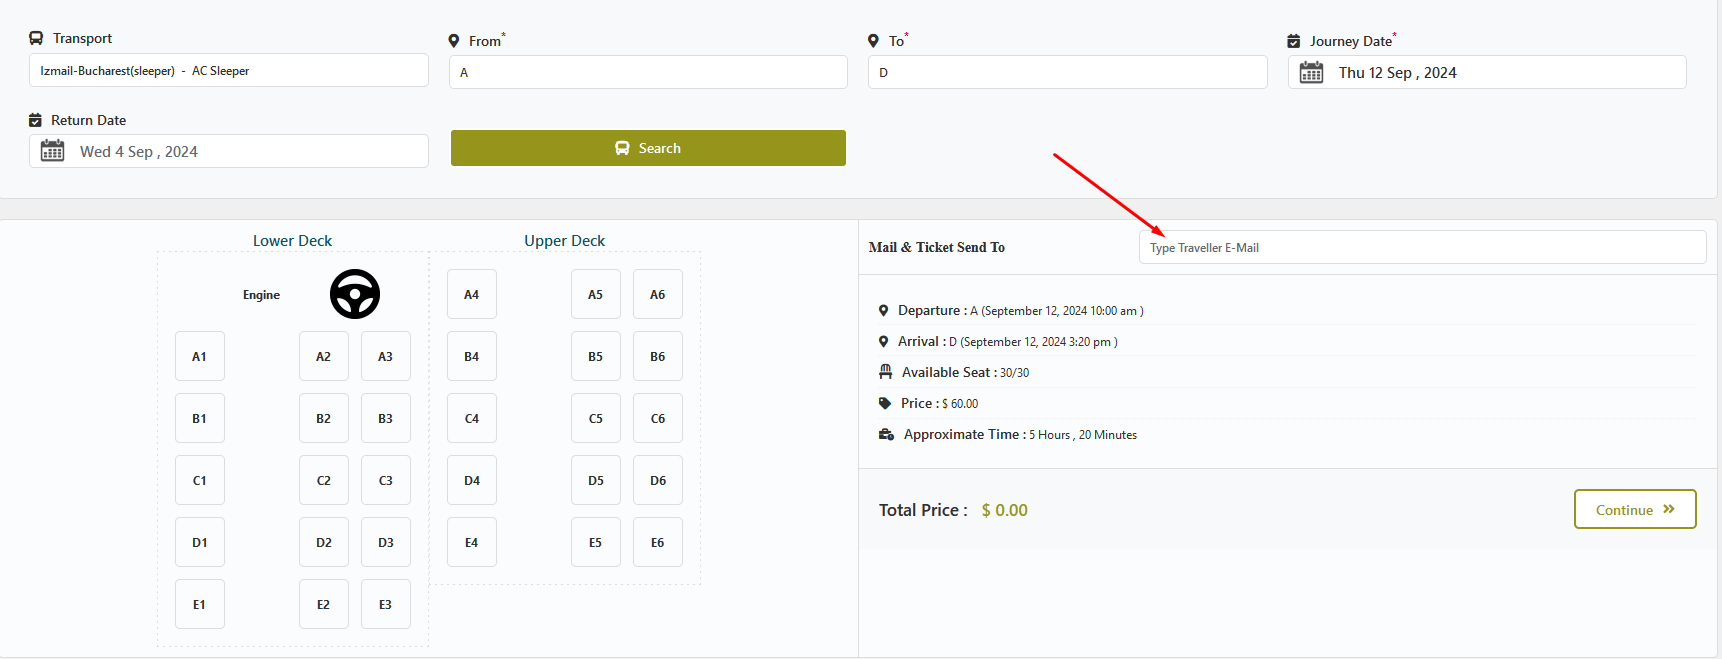 Transport
From*
To*
Journey Date*
Izmail-Bucharest(sleeper) - AC Sleeper
A
D
Thu 12 Sep , 2024
Return Date
Wed 4 Sep , 2024
Search
Lower Deck
Upper Deck
Engine
A4
A5
A6
A1
A2
A3
B4
B5
B6
B1
B2
B3
C4
C5
C6
C1
C2
C3
D4
D5
D6
D1
D2
D3
E4
E5
E6
E1
E2
E3
Mail & Ticket Send To
Type Traveller E-Mail
Departure : A (September 12, 2024 10:00 am )
Arrival : D (September 12, 2024 3:20 pm )
Available Seat : 30/30
Price : $ 60.00
Approximate Time : 5 Hours , 20 Minutes
Total Price : $ 0.00
Continue »